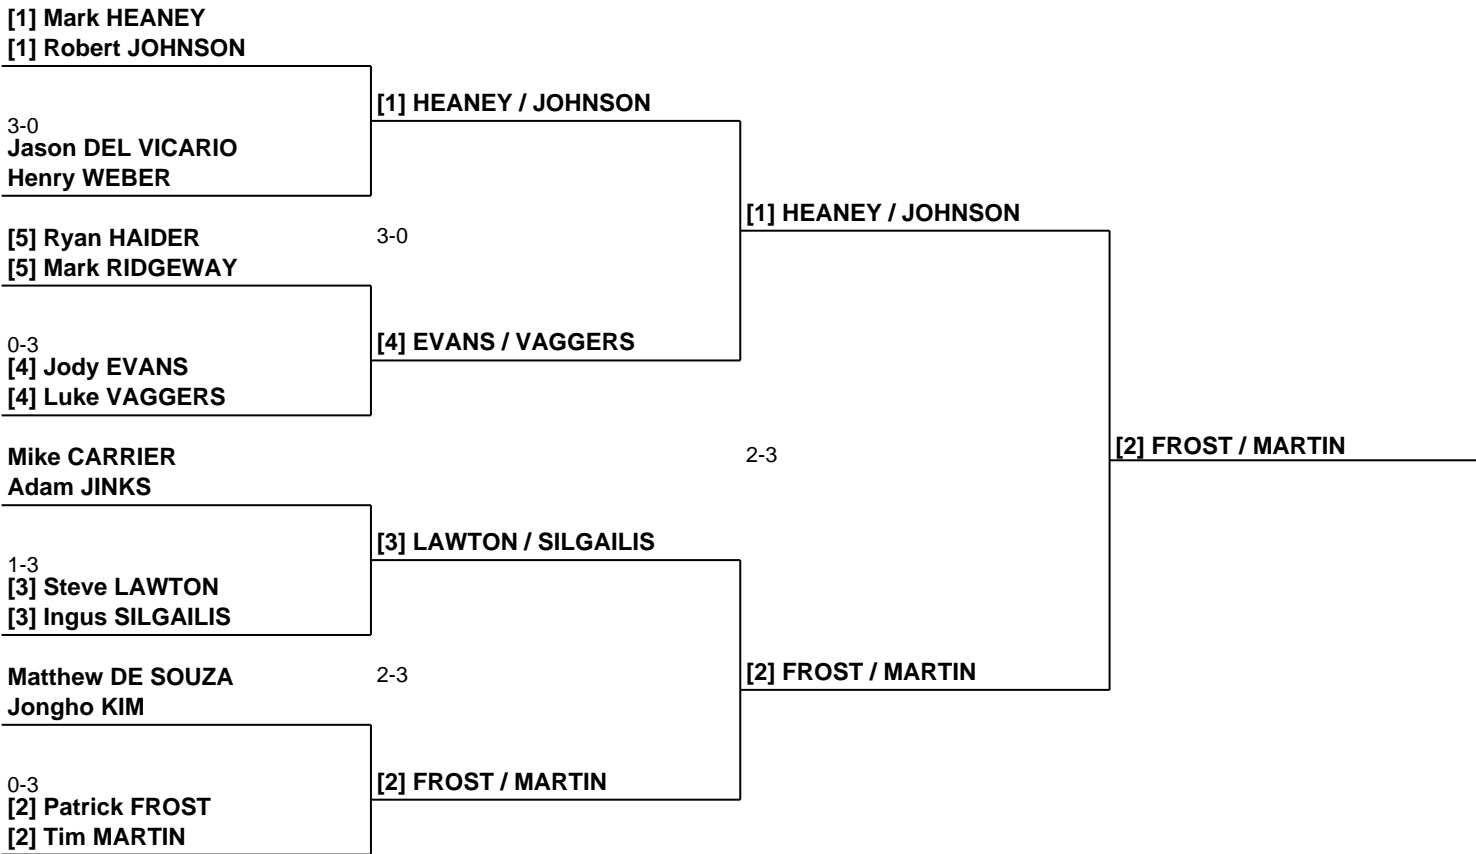 [1] Mark HEANEY
[1] Robert JOHNSON
[1] HEANEY / JOHNSON
3-0
Jason DEL VICARIO
Henry WEBER
[1] HEANEY / JOHNSON
[5] Ryan HAIDER
3-0
[5] Mark RIDGEWAY
[4] EVANS / VAGGERS
0-3
[4] Jody EVANS
[4] Luke VAGGERS
[2] FROST / MARTIN
Mike CARRIER
2-3
Adam JINKS
[3] LAWTON / SILGAILIS
1-3
[3] Steve LAWTON
[3] Ingus SILGAILIS
Matthew DE SOUZA
2-3
[2] FROST / MARTIN
Jongho KIM
[2] FROST / MARTIN
0-3
[2] Patrick FROST
[2] Tim MARTIN